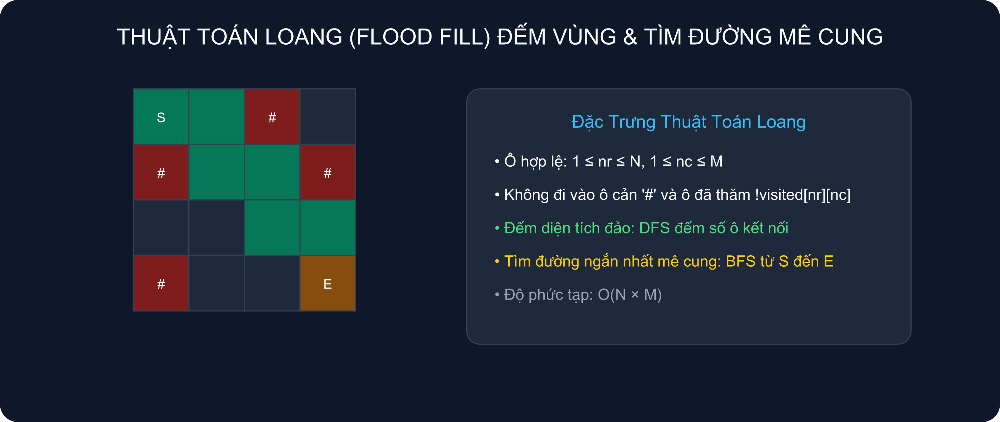 THUẬT TOÁN LOANG (FLOOD FILL) ĐẾM VÙNG & TÌM ĐƯỜNG MÊ CUNG
S #
# #
# E
Đặc Trưng Thuật Toán Loang
• Ô hợp lệ: 1 ≤ nr ≤ N, 1 ≤ nc ≤ M
• Không đi vào ô cản '#' và ô đã thăm !visited[nr][nc]
• Đếm diện tích đảo: DFS đếm số ô kết nối
• Tìm đường ngắn nhất mê cung: BFS từ S đến E
• Độ phức tạp: O(N × M)